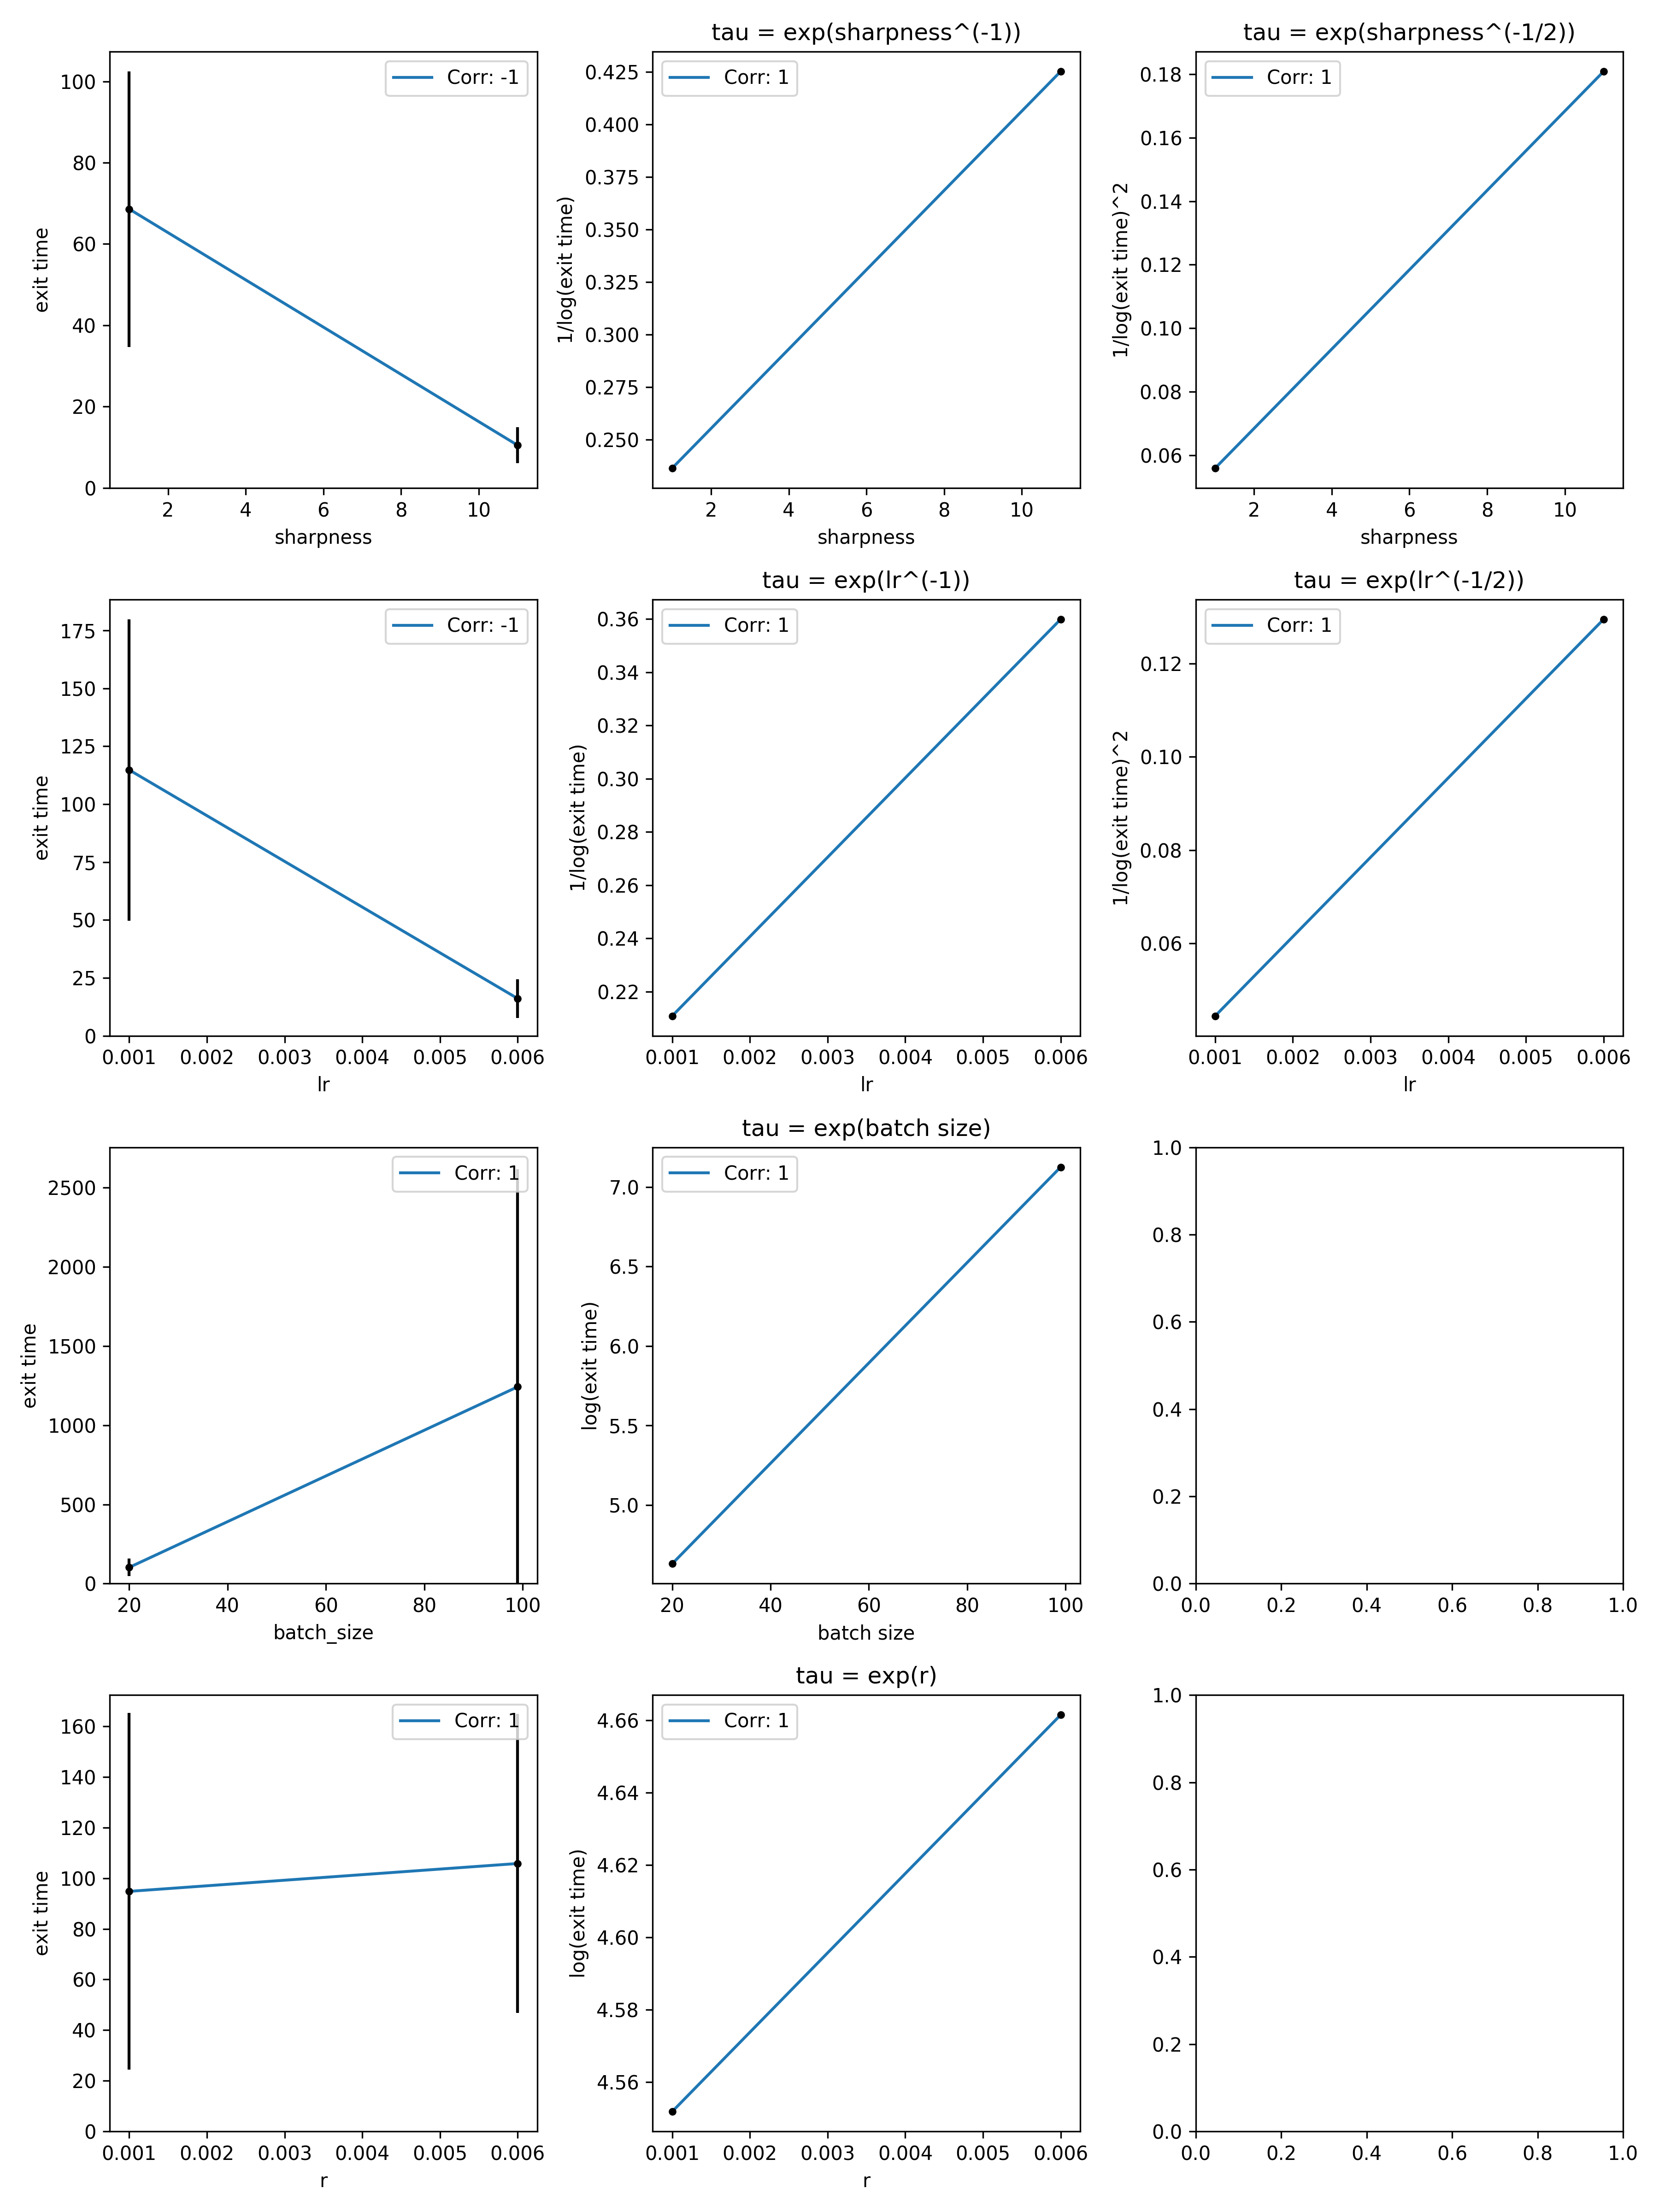 tau = exp(sharpness^(-1))
tau = exp(sharpness^(-1/2))
Corr: -1
Corr: 1
Corr: 1
exit time
100
80
60
40
20
0
2 4 6 8 10
sharpness
1/log(exit time)
0.425
0.400
0.375
0.350
0.325
0.300
0.275
0.250
2 4 6 8 10
sharpness
1/log(exit time)^2
0.18
0.16
0.14
0.12
0.10
0.08
0.06
2 4 6 8 10
sharpness
tau = exp(lr^(-1))
tau = exp(lr^(-1/2))
Corr: -1
Corr: 1
Corr: 1
exit time
175
150
125
100
75
50
25
0
0.001 0.002 0.003 0.004 0.005 0.006
lr
1/log(exit time)
0.36
0.34
0.32
0.30
0.28
0.26
0.24
0.22
0.001 0.002 0.003 0.004 0.005 0.006
lr
1/log(exit time)^2
0.12
0.10
0.08
0.06
0.001 0.002 0.003 0.004 0.005 0.006
lr
tau = exp(batch size)
Corr: 1
Corr: 1
exit time
2500
2000
1500
1000
500
0
20 40 60 80 100
batch_size
log(exit time)
7.0
6.5
6.0
5.5
5.0
20 40 60 80 100
batch size
1.0
0.8
0.6
0.4
0.2
0.0
0.0 0.2 0.4 0.6 0.8 1.0
tau = exp(r)
Corr: 1
Corr: 1
exit time
160
140
120
100
80
60
40
20
0
0.001 0.002 0.003 0.004 0.005 0.006
r
log(exit time)
4.66
4.64
4.62
4.60
4.58
4.56
0.001 0.002 0.003 0.004 0.005 0.006
r
1.0
0.8
0.6
0.4
0.2
0.0
0.0 0.2 0.4 0.6 0.8 1.0